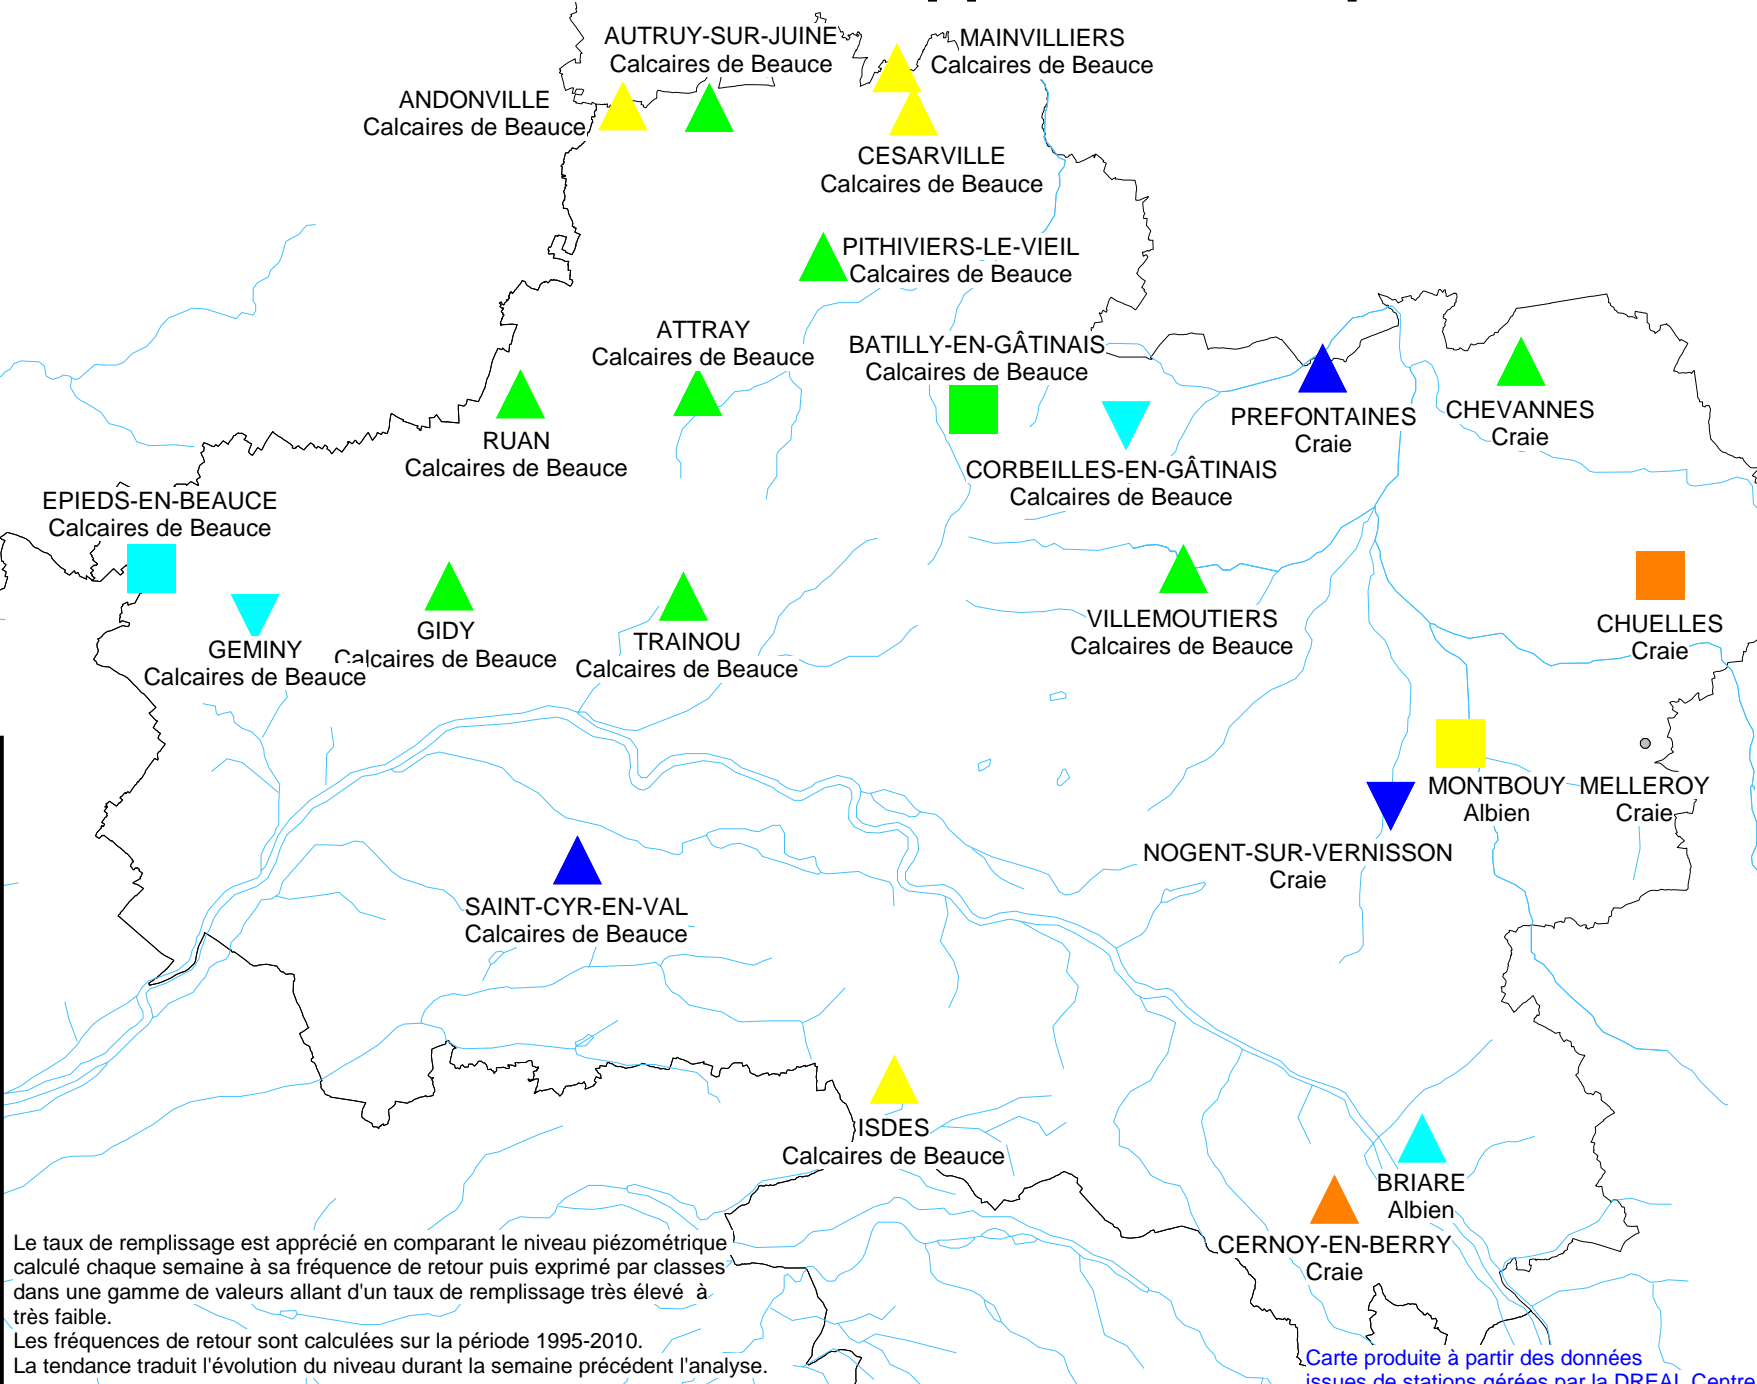 AUTRUY-SUR-JUINE
Calcaires de Beauce
MAINVILLIERS
Calcaires de Beauce
ANDONVILLE
Calcaires de Beauce
CESARVILLE
Calcaires de Beauce
PITHIVIERS-LE-VIEIL
Calcaires de Beauce
ATTRAY
Calcaires de Beauce
BATILLY-EN-GÂTINAIS
Calcaires de Beauce
RUAN
Calcaires de Beauce
PREFONTAINES
Craie
CHEVANNES
Craie
CORBEILLES-EN-GÂTINAIS
Calcaires de Beauce
EPIEDS-EN-BEAUCE
Calcaires de Beauce
GEMINY
Calcaires de Beauce
GIDY
Calcaires de Beauce
TRAINOU
Calcaires de Beauce
VILLEMOUTIERS
Calcaires de Beauce
CHUELLES
Craie
MONTBOUY
Albien
MELLEROY
Craie
NOGENT-SUR-VERNISSON
Craie
SAINT-CYR-EN-VAL
Calcaires de Beauce
ISDES
Calcaires de Beauce
BRIARE
Albien
CERNOY-EN-BERRY
Craie
Le taux de remplissage est apprécié en comparant le niveau piézométrique
calculé chaque semaine à sa fréquence de retour puis exprimé par classes
dans une gamme de valeurs allant d'un taux de remplissage très élevé à
très faible.
Les fréquences de retour sont calculées sur la période 1995-2010.
La tendance traduit l'évolution du niveau durant la semaine précédent l'analyse.
Carte produite à partir des données
issues de stations gérées par la DREAL Centre